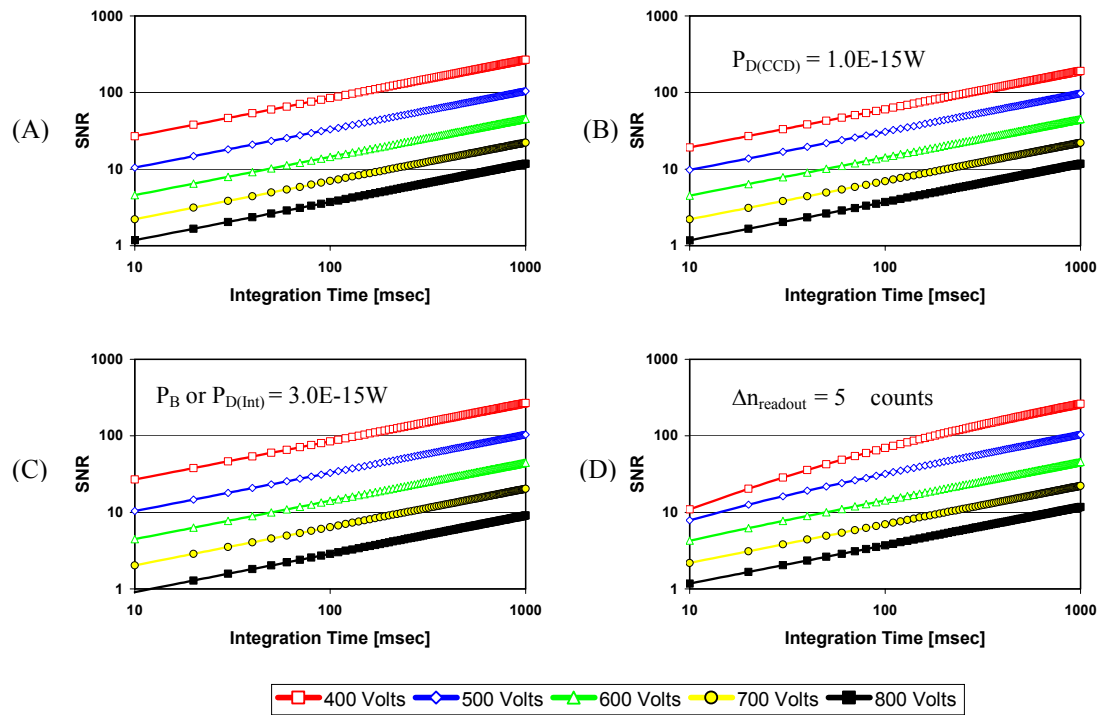 (A)
SNR
1000
100
10
1
10 100 1000
Integration Time [msec]
(B)
SNR
1000
100
10
1
P_D(CCD) = 1.0E-15W
10 100 1000
Integration Time [msec]
(C)
SNR
1000
100
10
1
P_B or P_D(Int) = 3.0E-15W
10 100 1000
Integration Time [msec]
(D)
SNR
1000
100
10
1
Δn_readout = 5 counts
10 100 1000
Integration Time [msec]
400 Volts 500 Volts 600 Volts 700 Volts 800 Volts